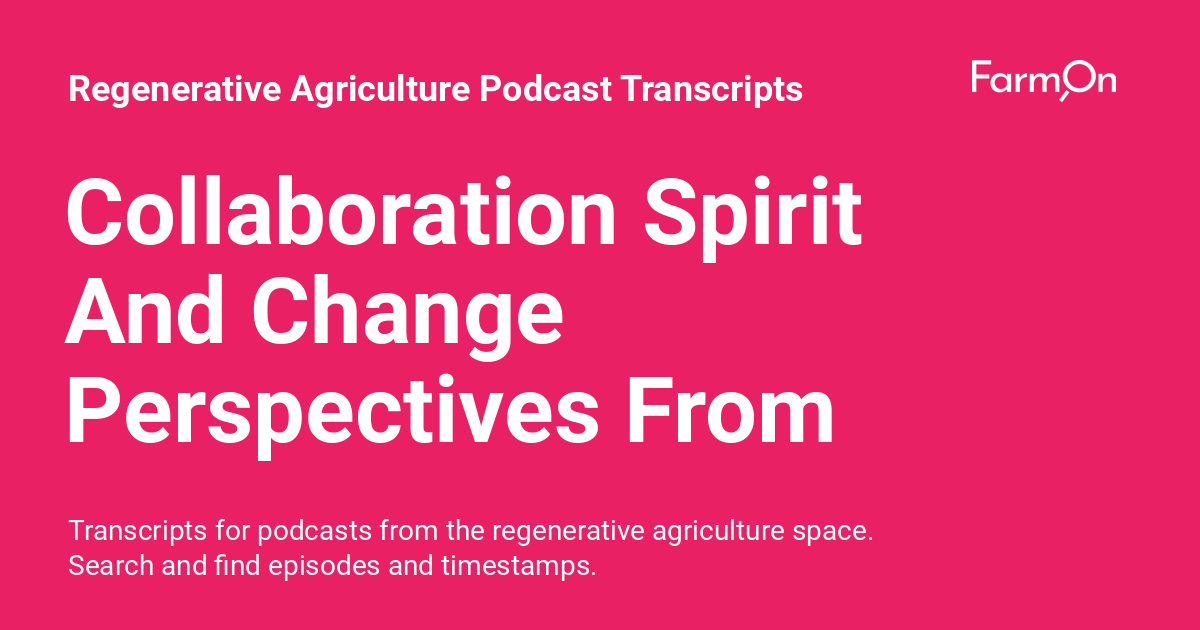 Regenerative Agriculture Podcast Transcripts
FarmOn
Collaboration Spirit
And Change
Perspectives From
Transcripts for podcasts from the regenerative agriculture space.
Search and find episodes and timestamps.